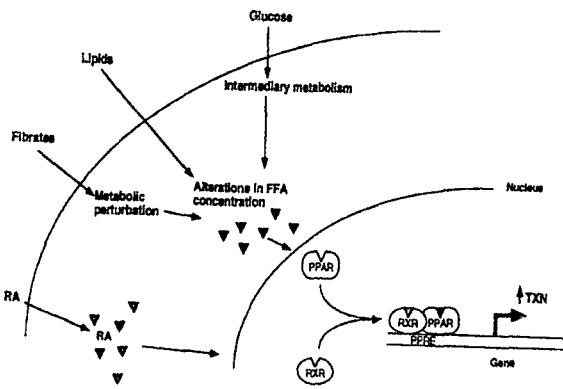 Glucose
Lipids
Intermediary metabolism
Fibrates
Metabolic
perturbation
Alterations in FFA
concentration
Nucleus
PPAR
RA
RA
TXN
RXR
PPAR
PPRE
RXR
Gene